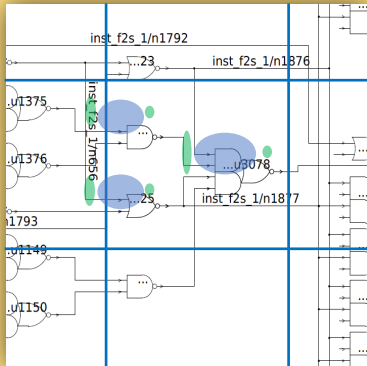 inst_f2s_1/n1792
...23
inst_f2s_1/n1876
.u1375
inst_f2s_1/n656
...
.u1376
...u3078
...25
inst_f2s_1/n1877
n1793
.u1149
...
.u1150